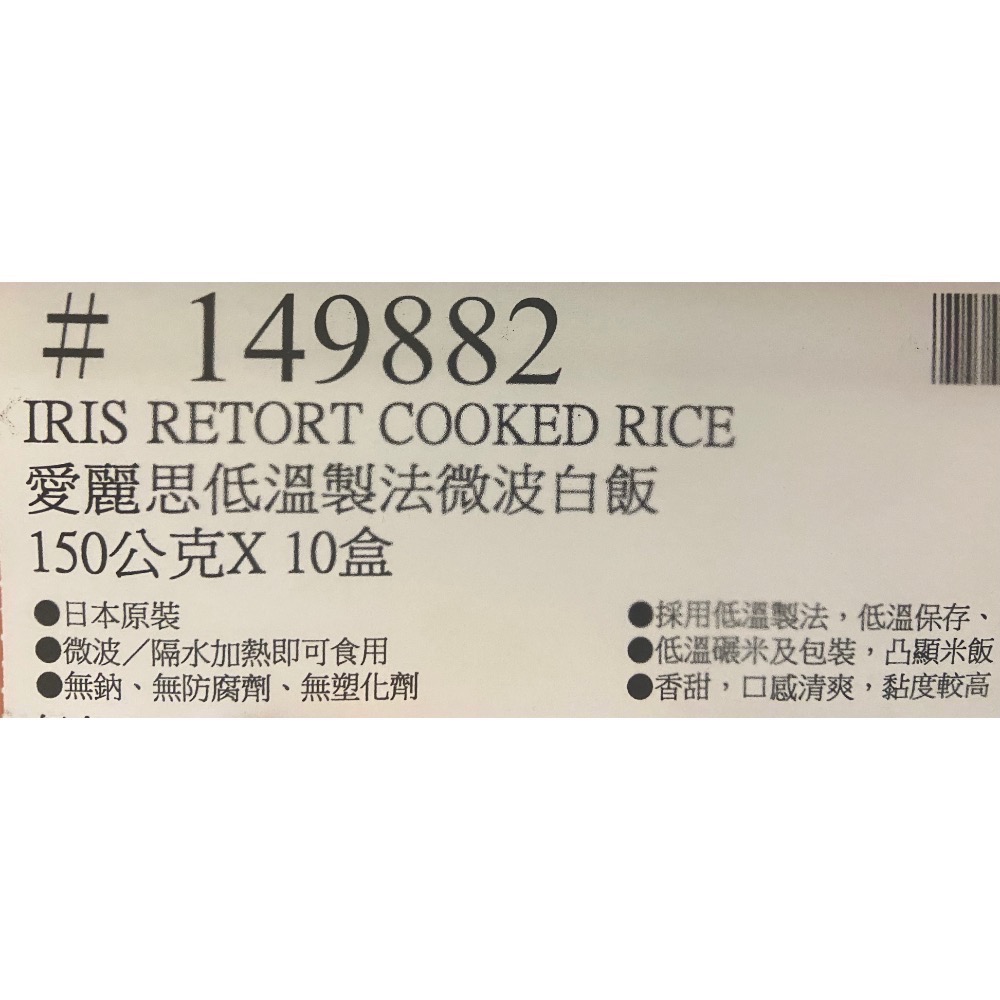 # 149882
IRIS RETORT COOKED RICE
愛麗思低溫製法微波白飯
150公克X 10盒
●日本原裝
●微波／隔水加熱即可食用
●無鈉、無防腐劑、無塑化劑
●採用低溫製法，低溫保存、
●低溫碾米及包裝，凸顯米飯
●香甜，口感清爽，黏度較高